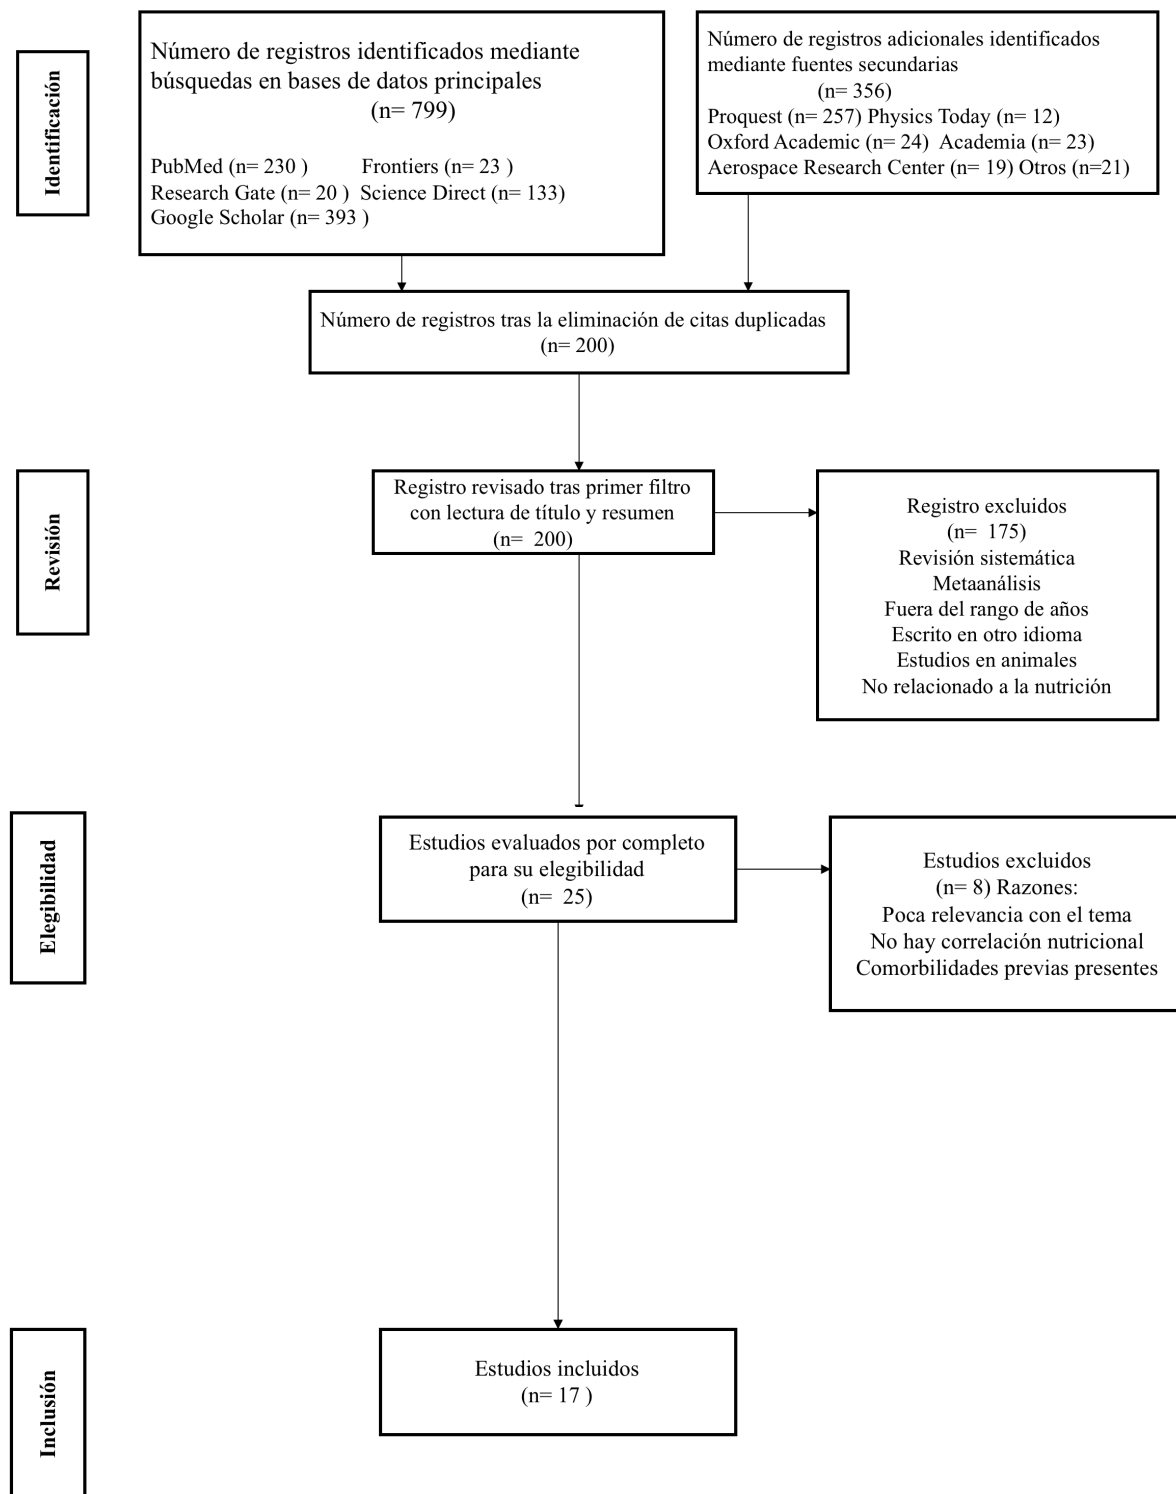 Identificación
Número de registros identificados mediante
búsquedas en bases de datos principales
(n= 799)
PubMed (n= 230 ) Frontiers (n= 23 )
Research Gate (n= 20 ) Science Direct (n= 133)
Google Scholar (n= 393 )
Número de registros adicionales identificados
mediante fuentes secundarias
(n= 356)
Proquest (n= 257) Physics Today (n= 12)
Oxford Academic (n= 24) Academia (n= 23)
Aerospace Research Center (n= 19) Otros (n=21)
Número de registros tras la eliminación de citas duplicadas
(n= 200)
Revisión
Registro revisado tras primer filtro
con lectura de título y resumen
(n= 200)
Registro excluidos
(n= 175)
Revisión sistemática
Metaanálisis
Fuera del rango de años
Escrito en otro idioma
Estudios en animales
No relacionado a la nutrición
Elegibilidad
Estudios evaluados por completo
para su elegibilidad
(n= 25)
Estudios excluidos
(n= 8) Razones:
Poca relevancia con el tema
No hay correlación nutricional
Comorbilidades previas presentes
Inclusión
Estudios incluidos
(n= 17 )